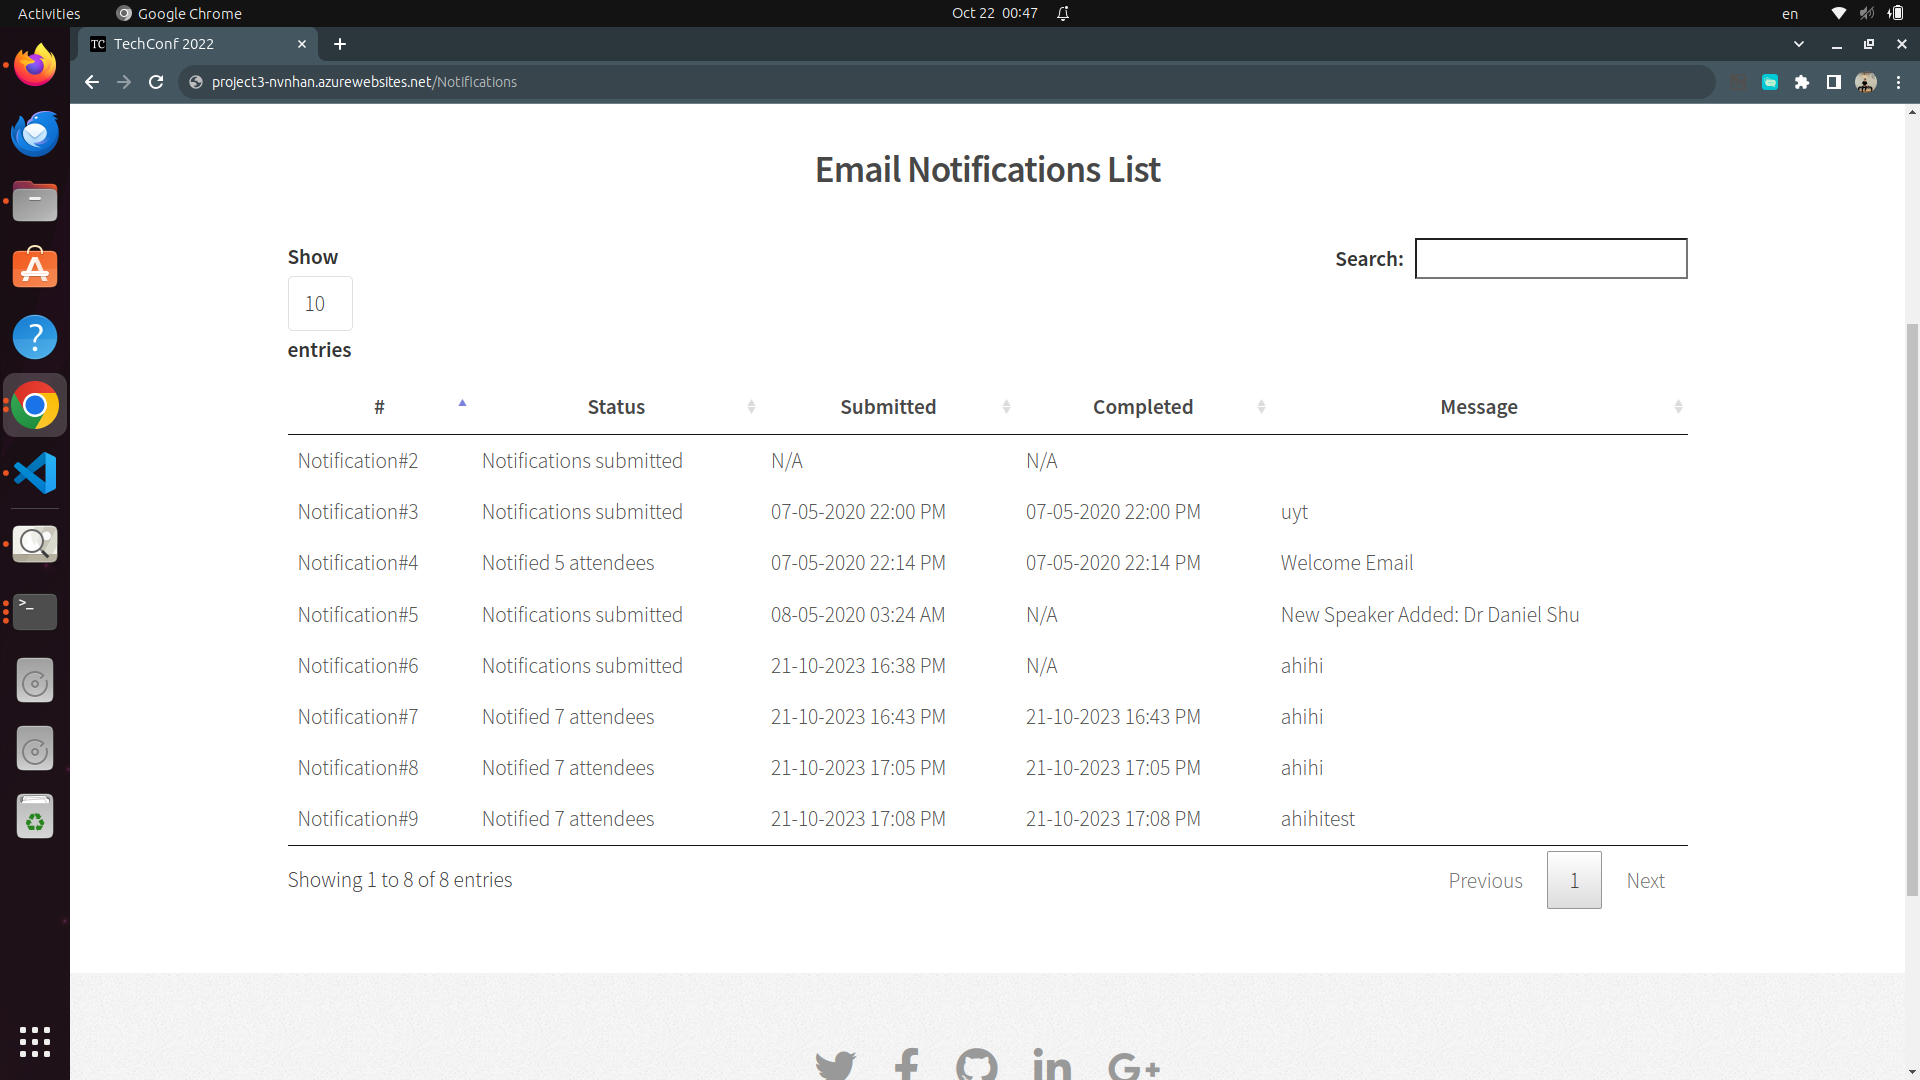 Activities Google Chrome Oct 22 00:47 en
TC TechConf 2022
project3-nvnhan.azurewebsites.net/Notifications
Email Notifications List
Show
10
entries
Search:
# Status Submitted Completed Message
Notification#2 Notifications submitted N/A N/A
Notification#3 Notifications submitted 07-05-2020 22:00 PM 07-05-2020 22:00 PM uyt
Notification#4 Notified 5 attendees 07-05-2020 22:14 PM 07-05-2020 22:14 PM Welcome Email
Notification#5 Notifications submitted 08-05-2020 03:24 AM N/A New Speaker Added: Dr Daniel Shu
Notification#6 Notifications submitted 21-10-2023 16:38 PM N/A ahihi
Notification#7 Notified 7 attendees 21-10-2023 16:43 PM 21-10-2023 16:43 PM ahihi
Notification#8 Notified 7 attendees 21-10-2023 17:05 PM 21-10-2023 17:05 PM ahihi
Notification#9 Notified 7 attendees 21-10-2023 17:08 PM 21-10-2023 17:08 PM ahihitest
Showing 1 to 8 of 8 entries
Previous 1 Next